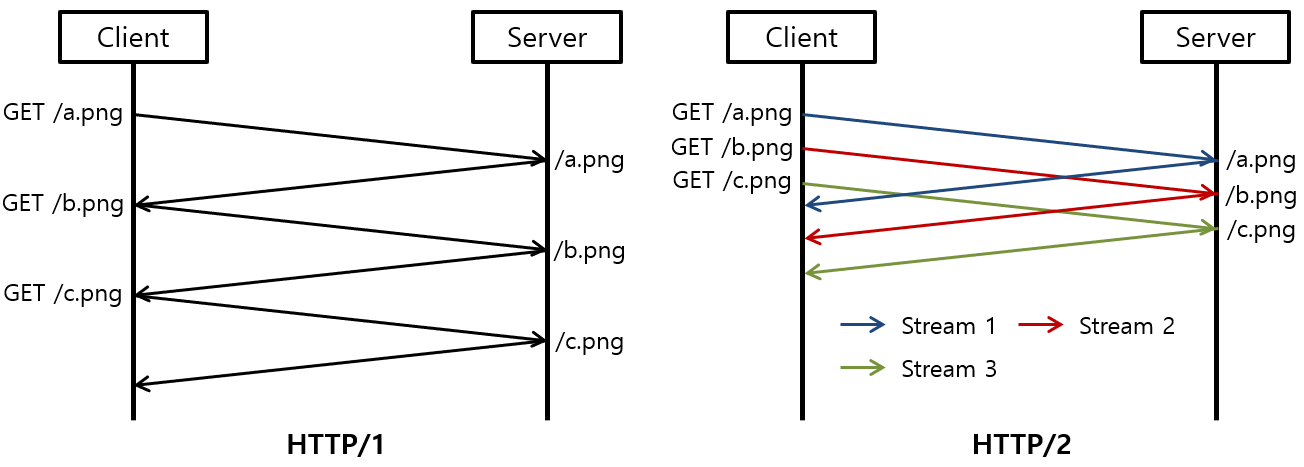 Client
Server
GET /a.png
/a.png
GET /b.png
/b.png
GET /c.png
/c.png
HTTP/1
Client
Server
GET /a.png
GET /b.png
GET /c.png
/a.png
/b.png
/c.png
Stream 1
Stream 2
Stream 3
HTTP/2